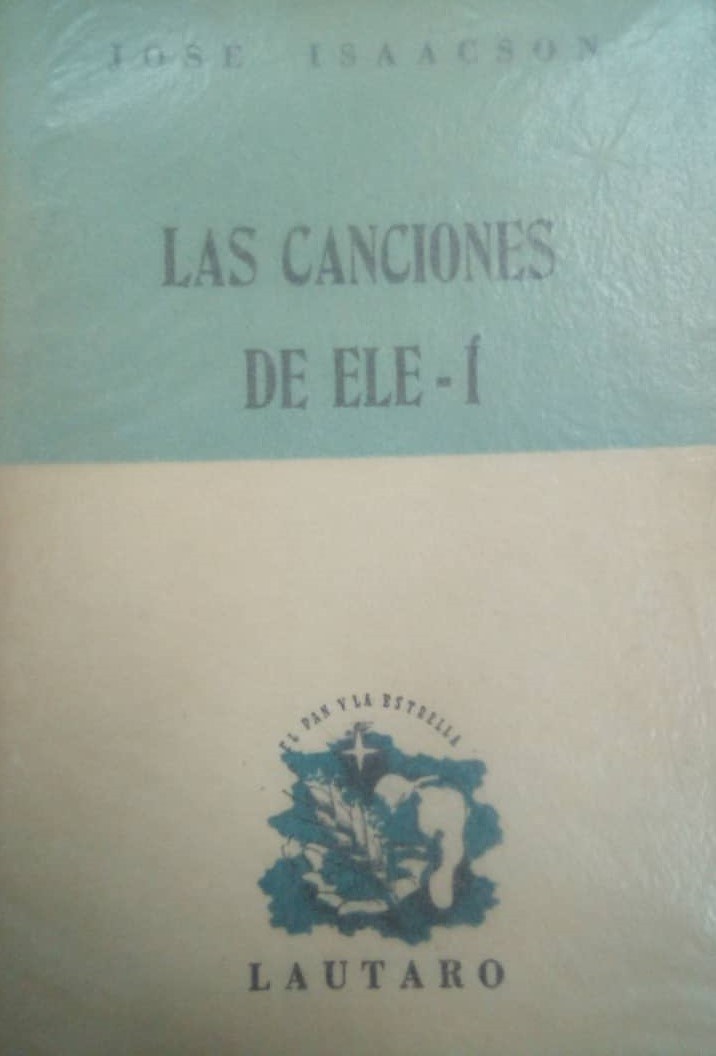 JOSE ISAACSON
LAS CANCIONES
DE ELE-Í
EL PAN Y LA ESTRELLA
LAUTARO